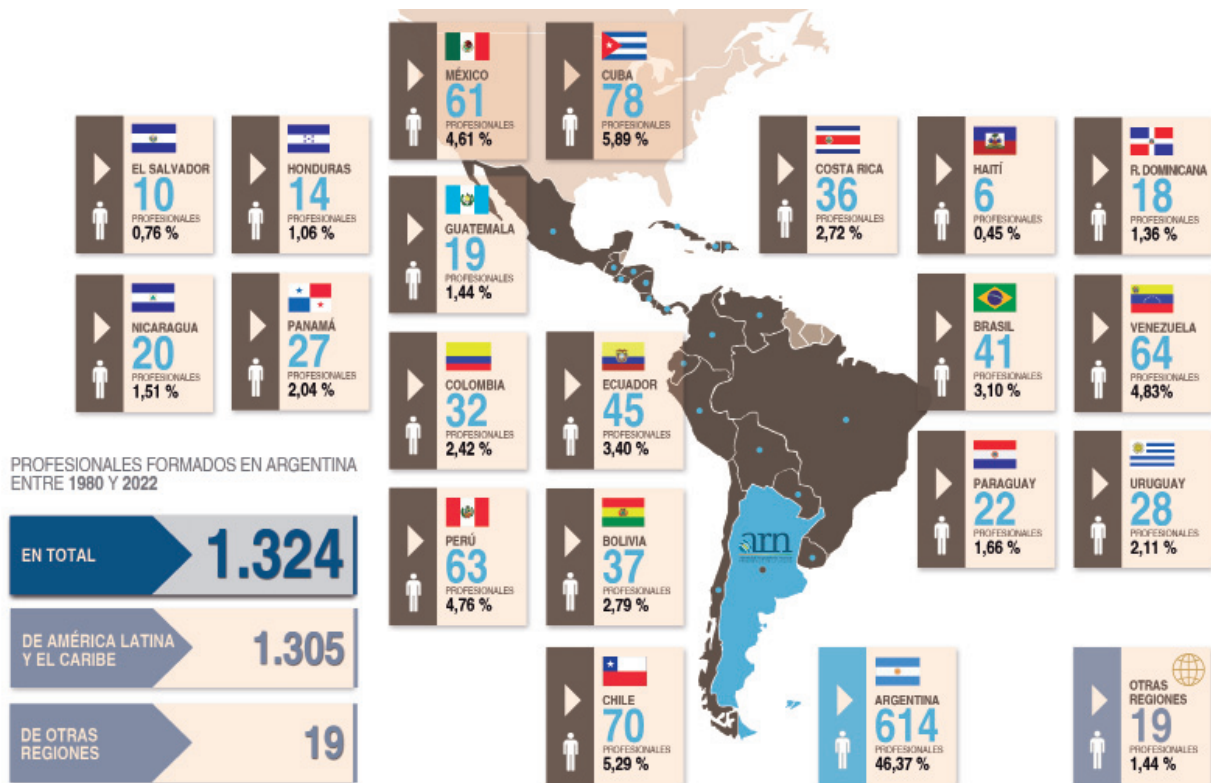 MÉXICO
61
PROFESIONALES
4,61 %
CUBA
78
PROFESIONALES
5,89 %
EL SALVADOR
10
PROFESIONALES
0,76 %
HONDURAS
14
PROFESIONALES
1,06 %
GUATEMALA
19
PROFESIONALES
1,44 %
COSTA RICA
36
PROFESIONALES
2,72 %
HAITÍ
6
PROFESIONALES
0,45 %
R. DOMINICANA
18
PROFESIONALES
1,36 %
NICARAGUA
20
PROFESIONALES
1,51 %
PANAMÁ
27
PROFESIONALES
2,04 %
COLOMBIA
32
PROFESIONALES
2,42 %
ECUADOR
45
PROFESIONALES
3,40 %
BRASIL
41
PROFESIONALES
3,10 %
VENEZUELA
64
PROFESIONALES
4,83%
PERÚ
63
PROFESIONALES
4,76 %
BOLIVIA
37
PROFESIONALES
2,79 %
PARAGUAY
22
PROFESIONALES
1,66 %
URUGUAY
28
PROFESIONALES
2,11 %
arn
CHILE
70
PROFESIONALES
5,29 %
ARGENTINA
614
PROFESIONALES
46,37 %
OTRAS
REGIONES
19
PROFESIONALES
1,44 %
PROFESIONALES FORMADOS EN ARGENTINA
ENTRE 1980 Y 2022
EN TOTAL
1.324
DE AMÉRICA LATINA
Y EL CARIBE
1.305
DE OTRAS
REGIONES
19